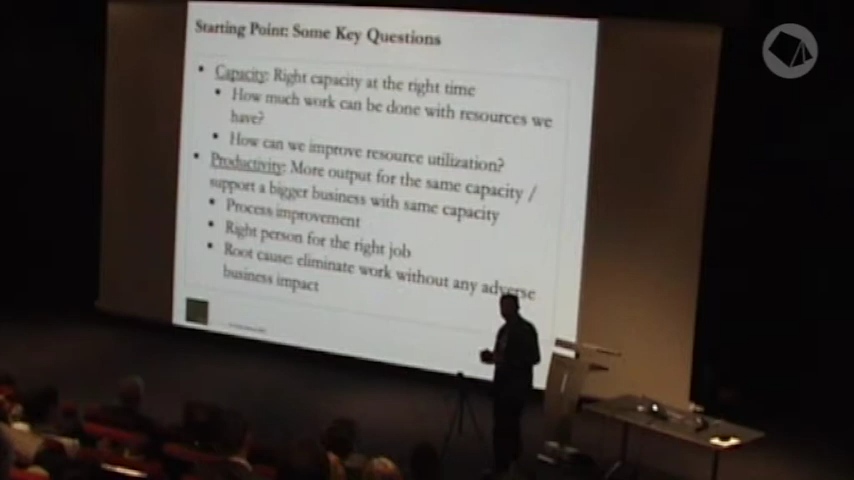 Starting Point: Some Key Questions
• Capacity: Right capacity at the right time
• How much work can be done with resources we
have?
• How can we improve resource utilization?
• Productivity: More output for the same capacity /
support a bigger business with same capacity
• Process improvement
• Right person for the right job
• Root cause: eliminate work without any adverse
business impact